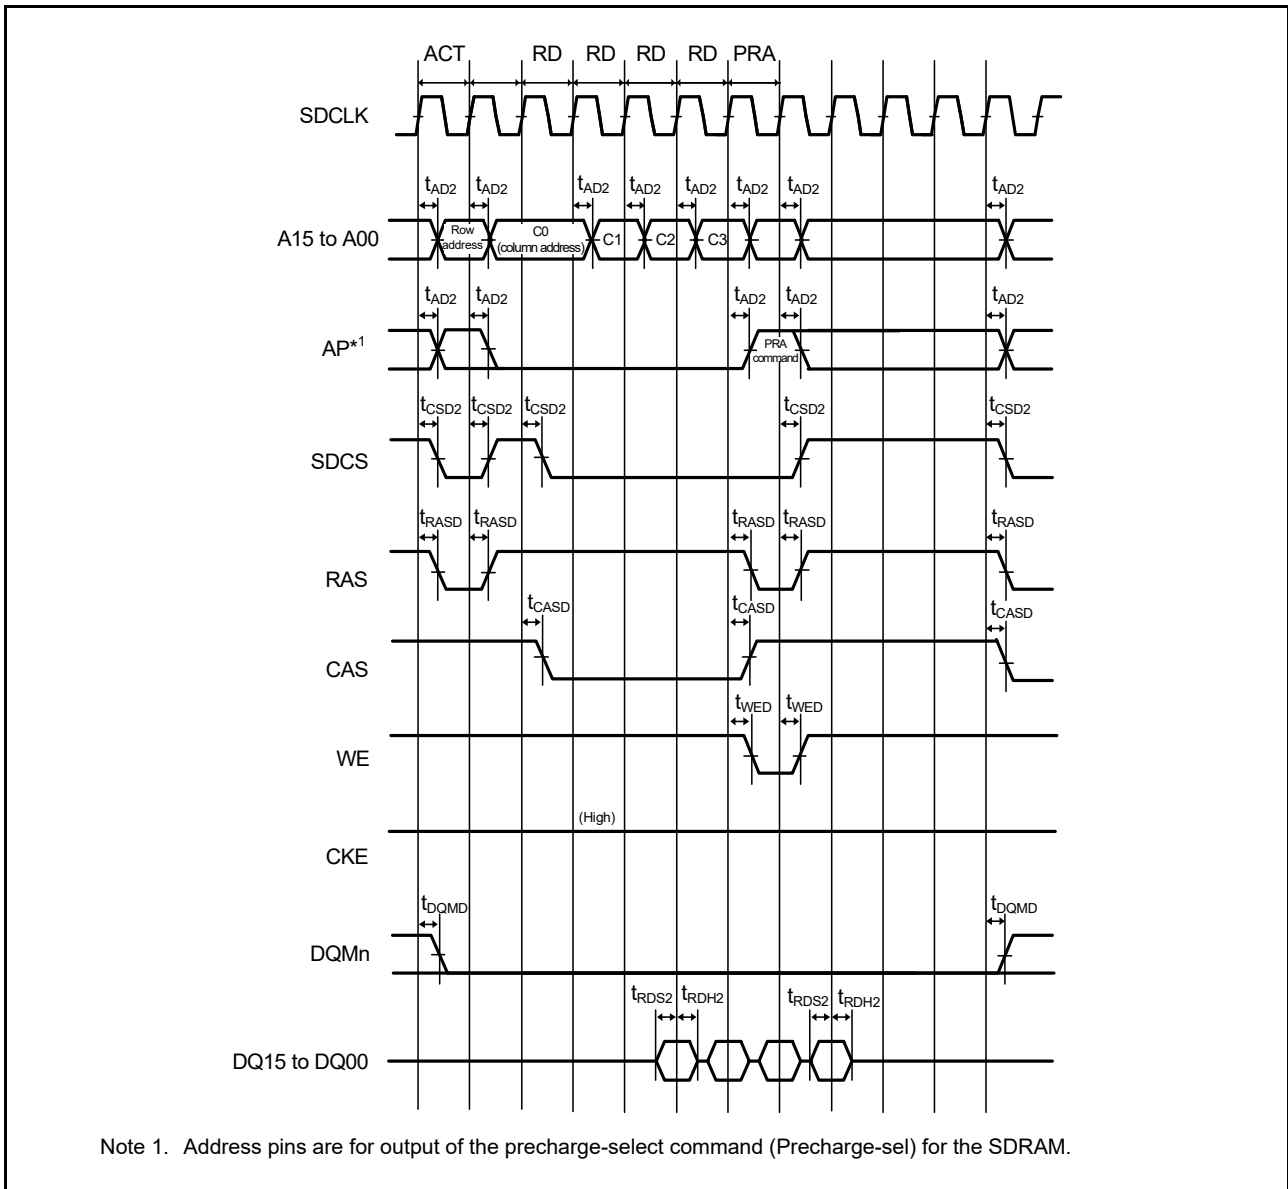 ACT RD RD RD RD PRA
SDCLK
tAD2 tAD2 tAD2 tAD2 tAD2 tAD2 tAD2 tAD2
A15 to A00
Row
address
C0
(column address)
C1 C2 C3
tAD2 tAD2 tAD2 tAD2 tAD2
AP*1
PRA
command
tCSD2 tCSD2 tCSD2 tCSD2 tCSD2
SDCS
tRASD tRASD tRASD tRASD tRASD
RAS
tCASD tCASD tCASD
CAS
tWED tWED
WE
(High)
CKE
tDQMD tDQMD
DQMn
tRDS2 tRDH2 tRDS2 tRDH2
DQ15 to DQ00
Note 1. Address pins are for output of the precharge-select command (Precharge-sel) for the SDRAM.